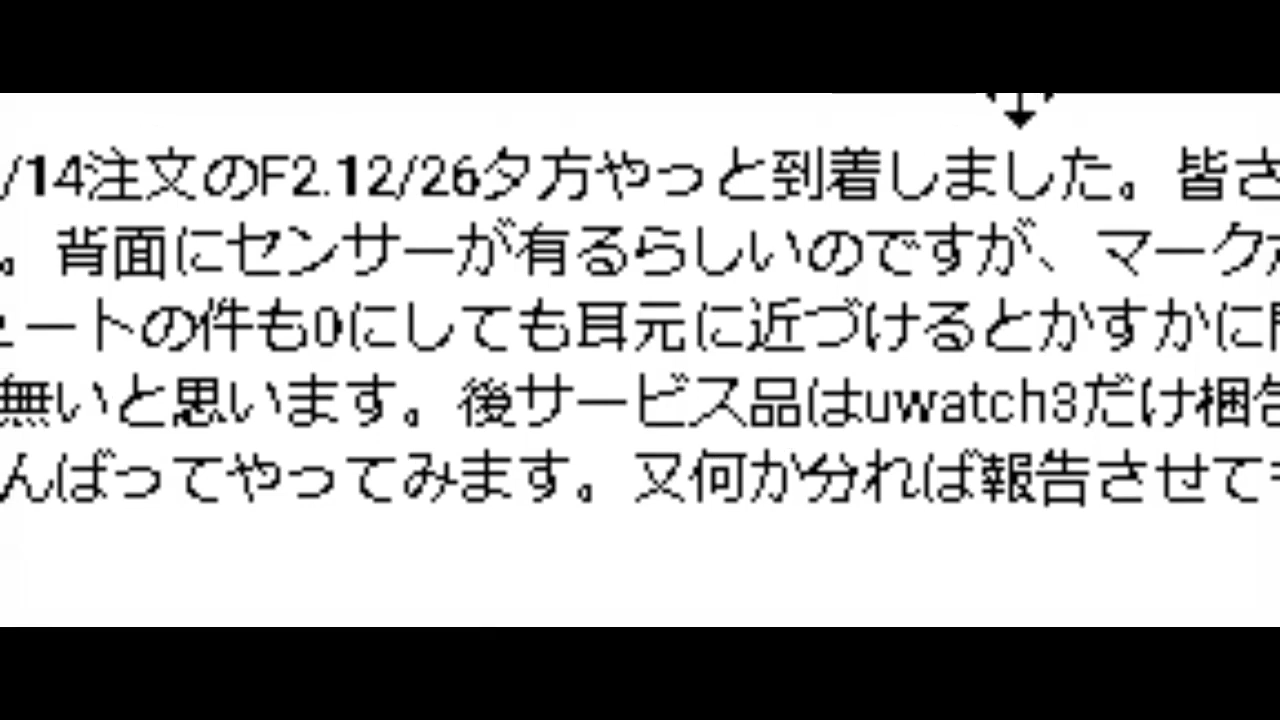 /14注文のF2.12/26夕方やっと到着しました。皆さ
。背面にセンサーが有るらしいのですが、マーク
ュートの件も0にしても耳元に近づけるとかすかに
無いと思います。後サービス品はuwatch3だけ梱包
んばってやってみます。又何か分れば報告させて